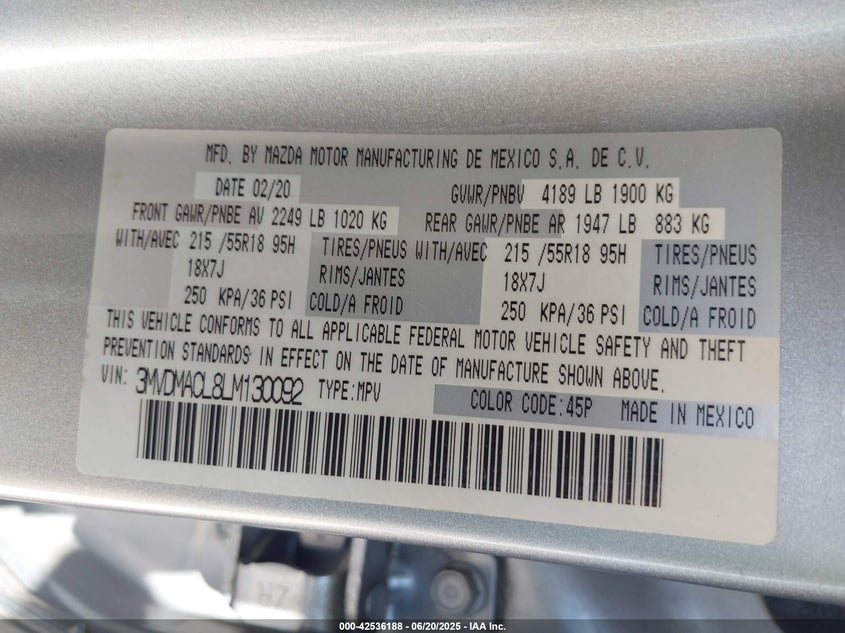 MFD. BY MAZDA MOTOR MANUFACTURING DE MEXICO S.A. DE C.V.
DATE 02/20 GVWR/PNBV 4189 LB 1900 KG
FRONT GAWR/PNBE AV 2249 LB 1020 KG REAR GAWR/PNBE AR 1947 LB 883 KG
WITH/AVEC 215 /55R18 95H TIRES/PNEUS WITH/AVEC 215 /55R18 95H TIRES/PNEUS
18X7J RIMS/JANTES 18X7J RIMS/JANTES
250 KPA/36 PSI COLD/A FROID 250 KPA/36 PSI COLD/A FROID
THIS VEHICLE CONFORMS TO ALL APPLICABLE FEDERAL MOTOR VEHICLE SAFETY AND THEFT
PREVENTION STANDARDS IN EFFECT ON THE DATE OF MANUFACTURE SHOWN ABOVE.
VIN: 3MVDMACL8LM130092 TYPE:MPV
COLOR CODE:45P MADE IN MEXICO
ZR
000-42536188 - 06/20/2025 - IAA Inc.